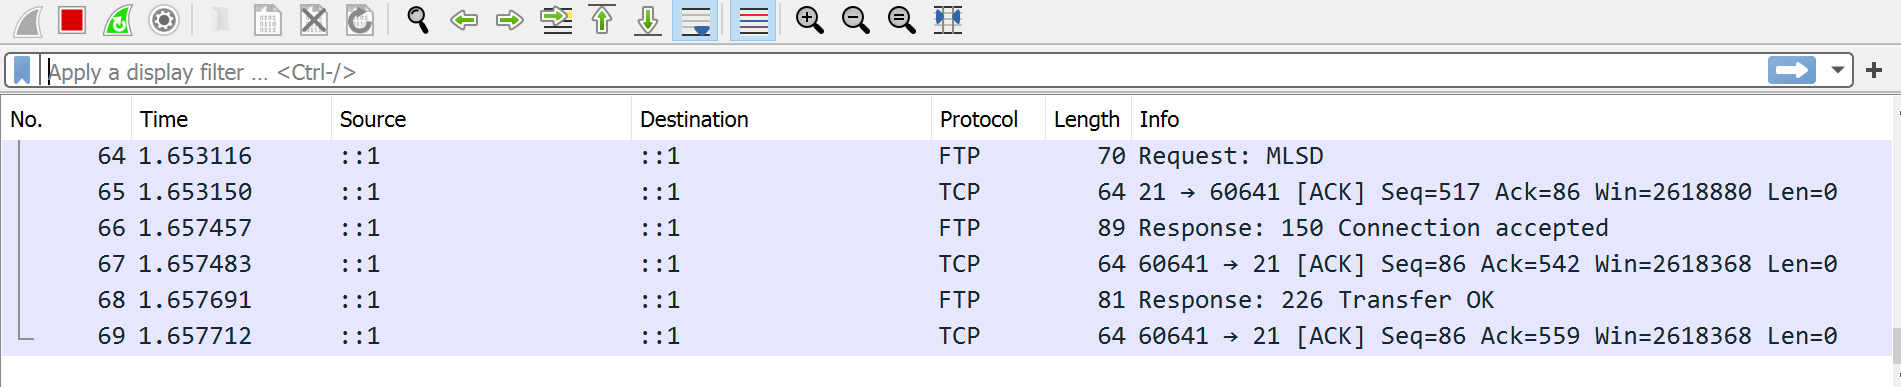 Apply a display filter … <Ctrl-/>
No. Time Source Destination Protocol Length Info
64 1.653116 ::1 ::1 FTP 70 Request: MLSD
65 1.653150 ::1 ::1 TCP 64 21 → 60641 [ACK] Seq=517 Ack=86 Win=2618880 Len=0
66 1.657457 ::1 ::1 FTP 89 Response: 150 Connection accepted
67 1.657483 ::1 ::1 TCP 64 60641 → 21 [ACK] Seq=86 Ack=542 Win=2618368 Len=0
68 1.657691 ::1 ::1 FTP 81 Response: 226 Transfer OK
69 1.657712 ::1 ::1 TCP 64 60641 → 21 [ACK] Seq=86 Ack=559 Win=2618368 Len=0